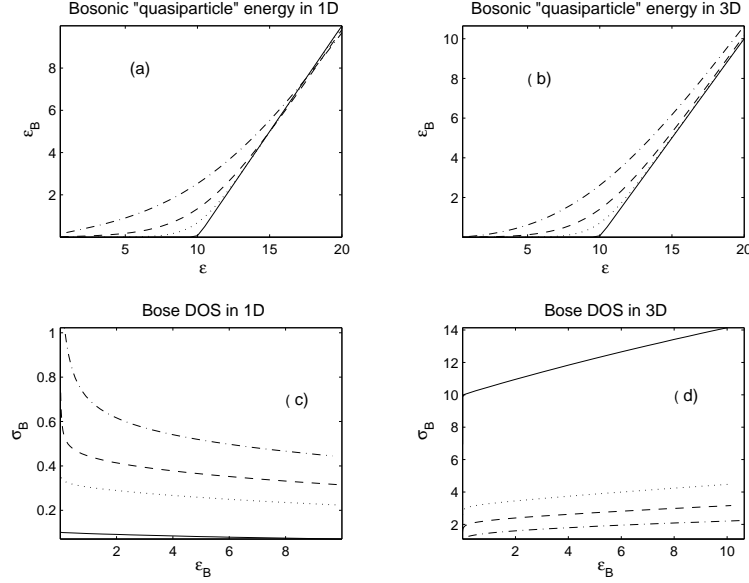 Bosonic "quasiparticle" energy in 1D
8
6
4
2
5
10
15
20
(a)
ε_B
ε
Bosonic "quasiparticle" energy in 3D
10
8
6
4
2
5
10
15
20
( b)
ε_B
ε
Bose DOS in 1D
1
0.8
0.6
0.4
0.2
2
4
6
8
( c)
σ_B
ε_B
Bose DOS in 3D
14
12
10
8
6
4
2
2
4
6
8
10
( d)
σ_B
ε_B